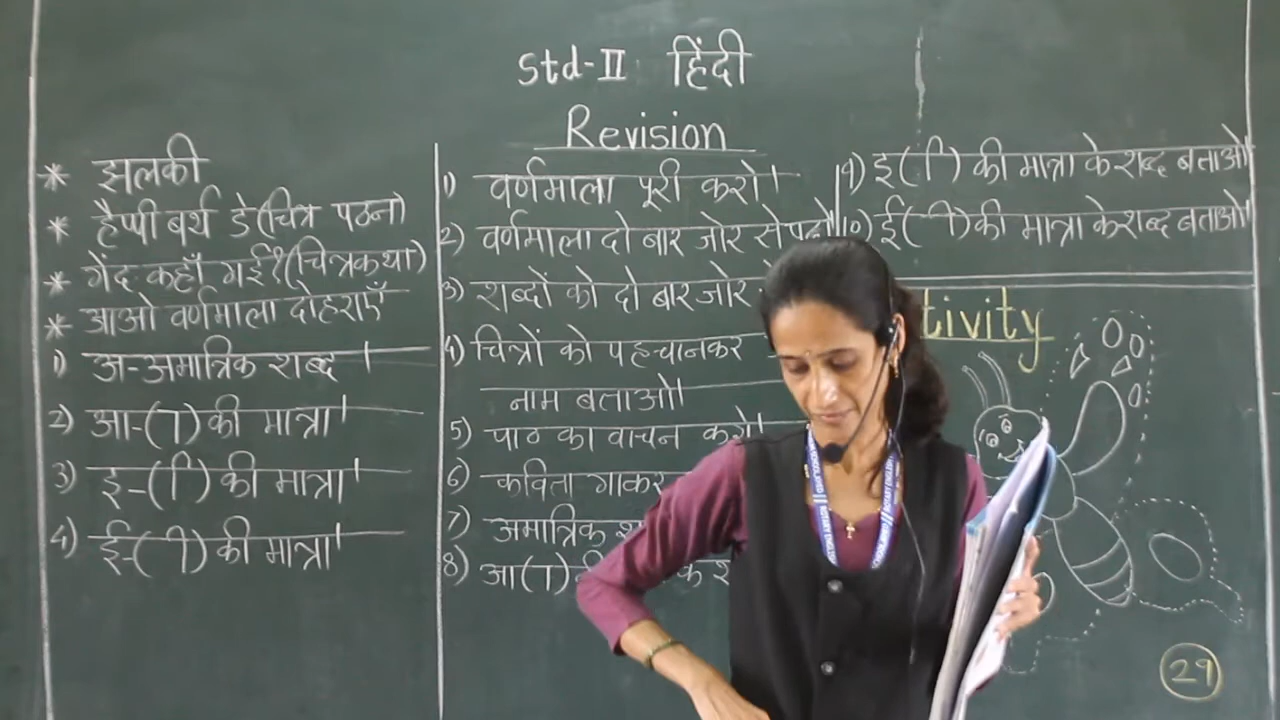 Std-II हिंदी
Revision
* झलकी
* हैप्पी बर्थ डे (चित्र पठन)
* गेंद कहाँ गई? (चित्रकथा)
* आओ वर्णमाला दोहराएँ
1) अ-अमात्रिक शब्द।
2) आ-(ा) की मात्रा।
3) इ-(ि) की मात्रा।
4) ई-(ी) की मात्रा।
1) वर्णमाला पूरी करो।
2) वर्णमाला दो बार जोर से पढो
3) शब्दों को दो बार जोर
4) चित्रों को पहचानकर
नाम बताओ।
5) पाठ का वाचन करो।
6) कविता गाकर
7) अमात्रिक
8) आ(ा)
९) इ(ि) की मात्रा के शब्द बताओ।
ई(ी) की मात्रा के शब्द बताओ।
tivity
29